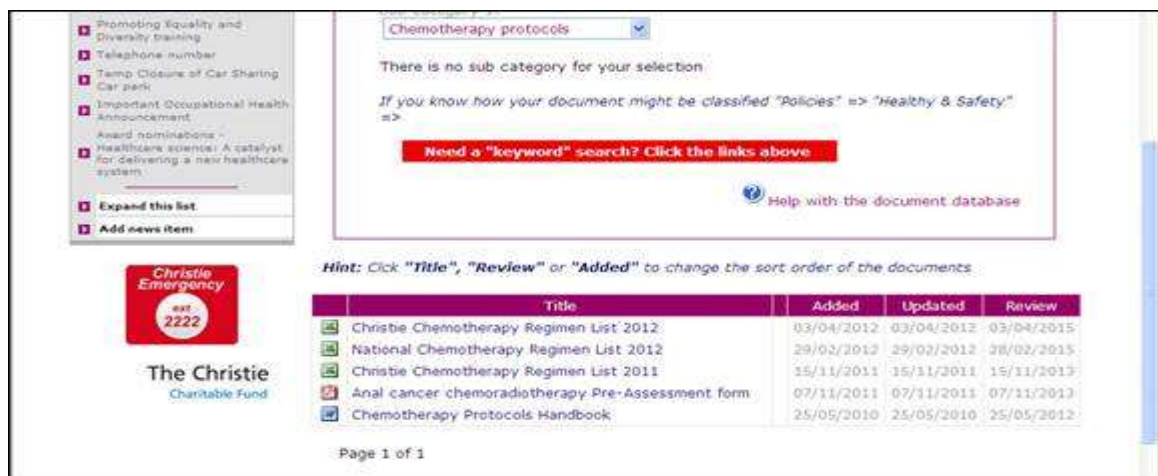 Promoting Equality and
Diversity training
Telephone number
Temp Closure of Car Sharing
Car park
Important Occupational Health
Announcement
Award nominations -
Healthcare science: A catalyst
for delivering a new healthcare
system
Expand this list
Add news item
Christie
Emergency
ext
2222
The Christie
Charitable Fund
Chemotherapy protocols
There is no sub category for your selection
If you know how your document might be classified "Policies" => "Healthy & Safety"
=>
Need a "keyword" search? Click the links above
Help with the document database
Hint: Click "Title", "Review" or "Added" to change the sort order of the documents
Title Added Updated Review
Christie Chemotherapy Regimen List 2012 03/04/2012 03/04/2012 03/04/2015
National Chemotherapy Regimen List 2012 29/02/2012 29/02/2012 28/02/2015
Christie Chemotherapy Regimen List 2011 15/11/2011 15/11/2011 15/11/2013
Anal cancer chemoradiotherapy Pre-Assessment form 07/11/2011 07/11/2011 07/11/2013
Chemotherapy Protocols Handbook 25/05/2010 25/05/2010 25/05/2012
Page 1 of 1